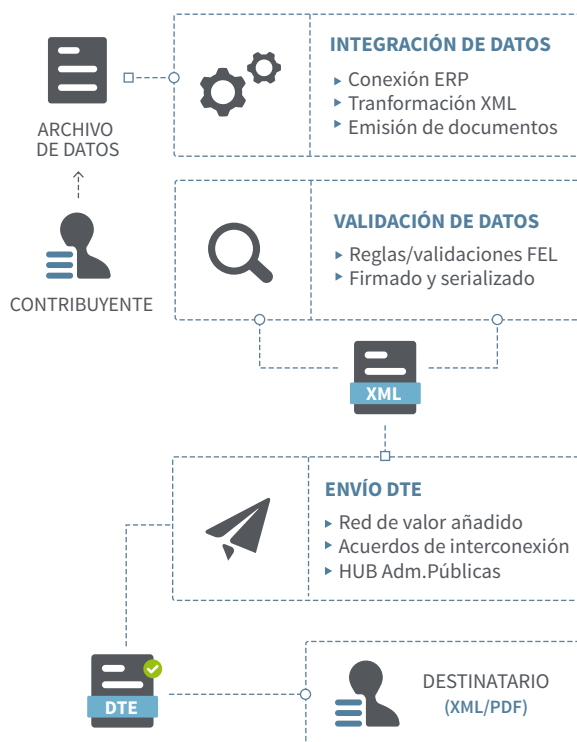 INTEGRACIÓN DE DATOS
Conexión ERP
Tranformación XML
Emisión de documentos
ARCHIVO
DE DATOS
CONTRIBUYENTE
VALIDACIÓN DE DATOS
Reglas/validaciones FEL
Firmado y serializado
XML
ENVÍO DTE
Red de valor añadido
Acuerdos de interconexión
HUB Adm.Públicas
DTE
DESTINATARIO
(XML/PDF)